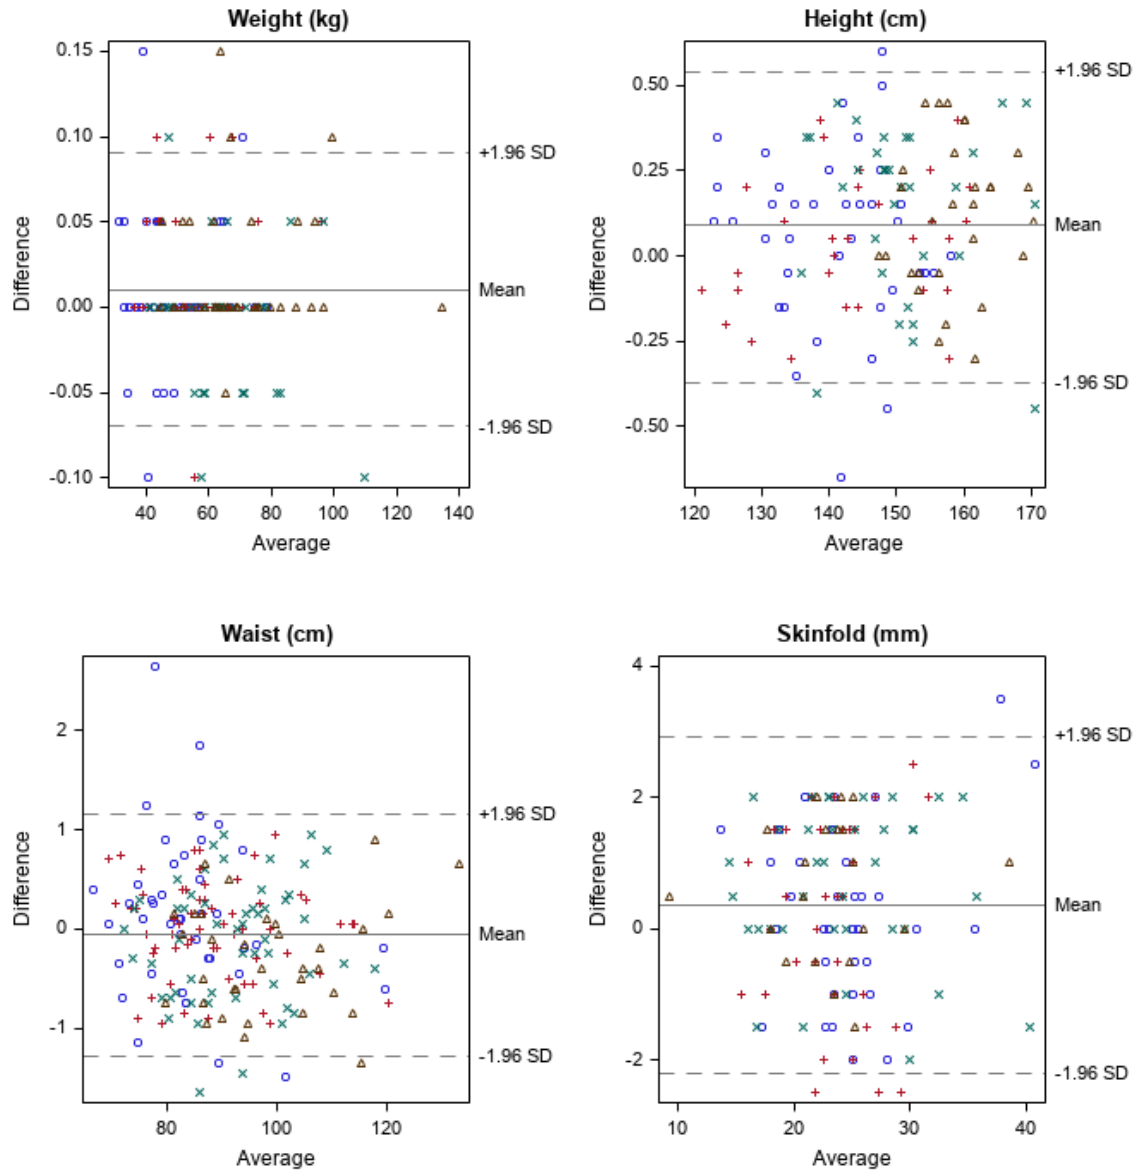 Weight (kg)
0.15
0.10
0.05
0.00
-0.05
-0.10
Difference
+1.96 SD
Mean
-1.96 SD
40 60 80 100 120 140
Average
Height (cm)
0.50
0.25
0.00
-0.25
-0.50
Difference
+1.96 SD
Mean
-1.96 SD
120 130 140 150 160 170
Average
Waist (cm)
2
1
0
-1
Difference
+1.96 SD
Mean
-1.96 SD
80 100 120
Average
Skinfold (mm)
4
2
0
-2
Difference
+1.96 SD
Mean
-1.96 SD
10 20 30 40
Average